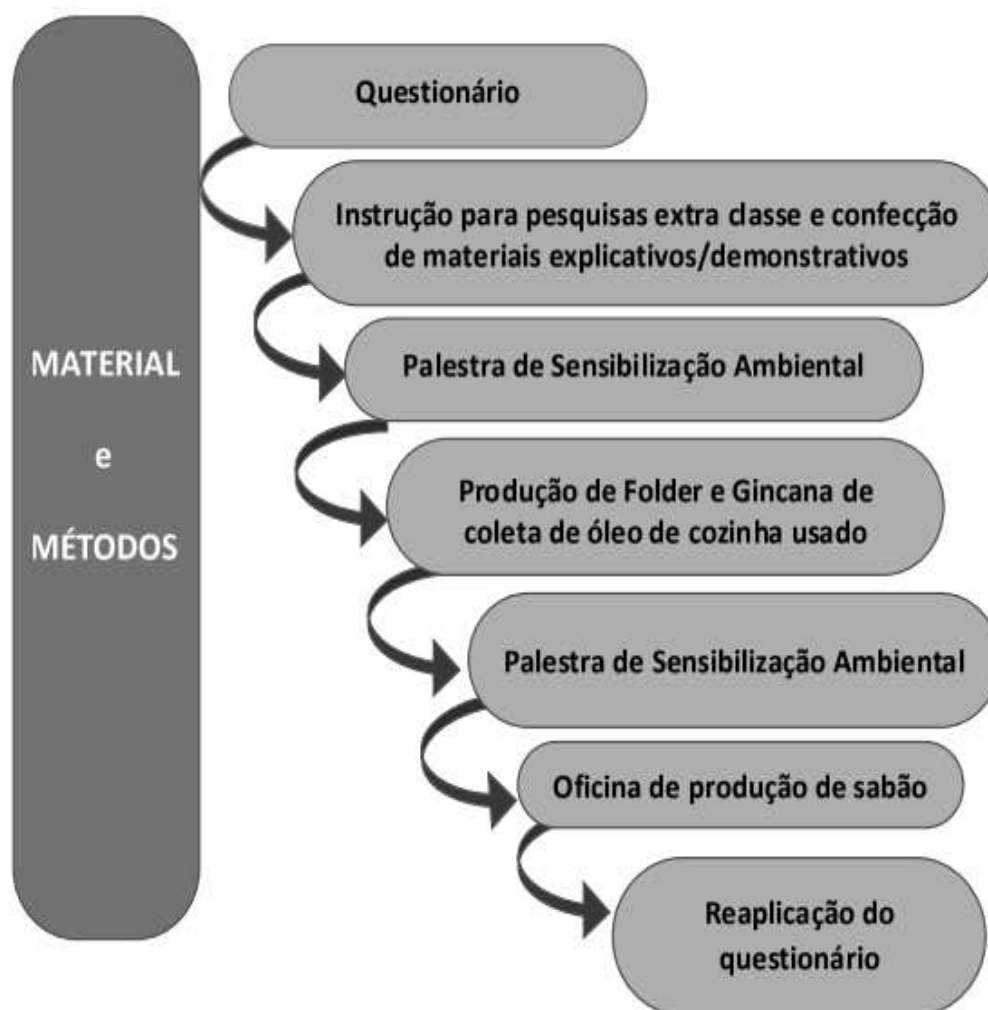 MATERIAL
e
MÉTODOS
Questionário
Instrução para pesquisas extra classe e confecção
de materiais explicativos/demonstrativos
Palestra de Sensibilização Ambiental
Produção de Folder e Gincana de
coleta de óleo de cozinha usado
Palestra de Sensibilização Ambiental
Oficina de produção de sabão
Reaplicação do
questionário